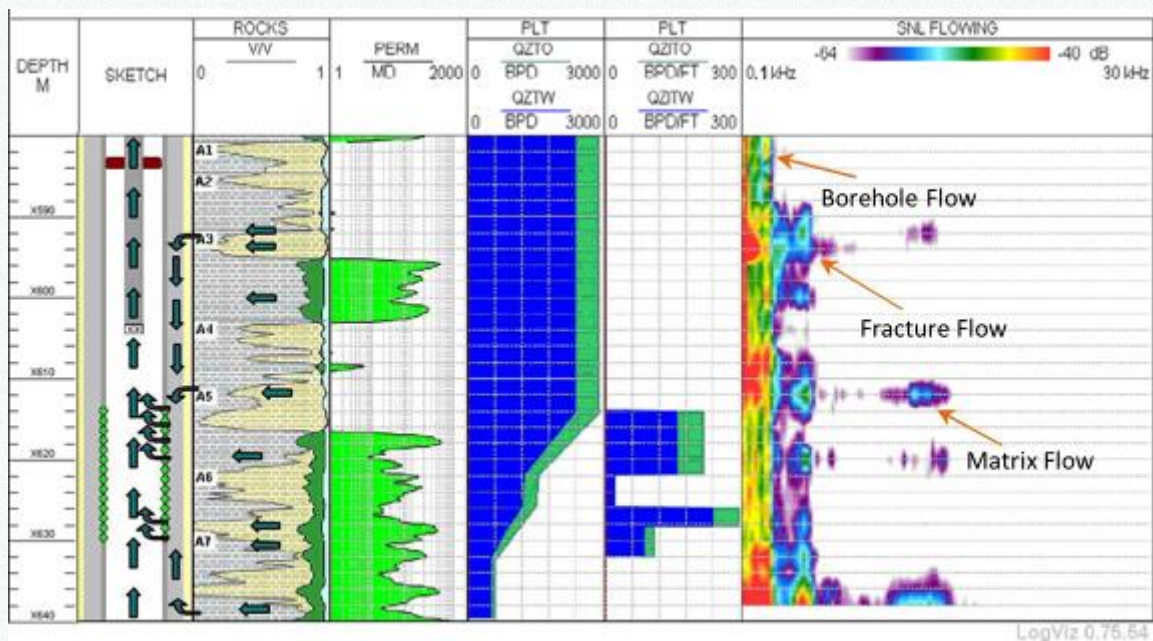 DEPTH
M
SKETCH
ROCKS
V/V
0 1
PERM
MD
1 2000
PLT
QZTO
0 BPD 3000
QZTW
0 BPD 3000
PLT
QZITO
0 BPD/FT 300
QZITW
0 BPD/FT 300
SNL FLOWING
-64 -40 dB
0.1 kHz 30 kHz
A1
A2
X590
A3
X600
A4
X610
A5
X620
A6
X630
A7
X640
Borehole Flow
Fracture Flow
Matrix Flow
LogViz 0.75.54